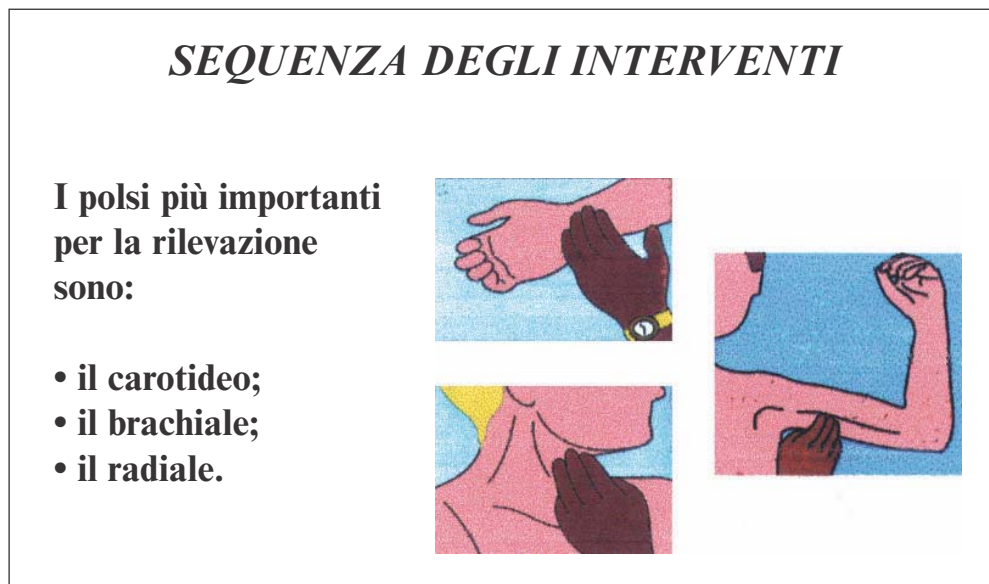 SEQUENZA DEGLI INTERVENTI
I polsi più importanti
per la rilevazione
sono:
• il carotideo;
• il brachiale;
• il radiale.